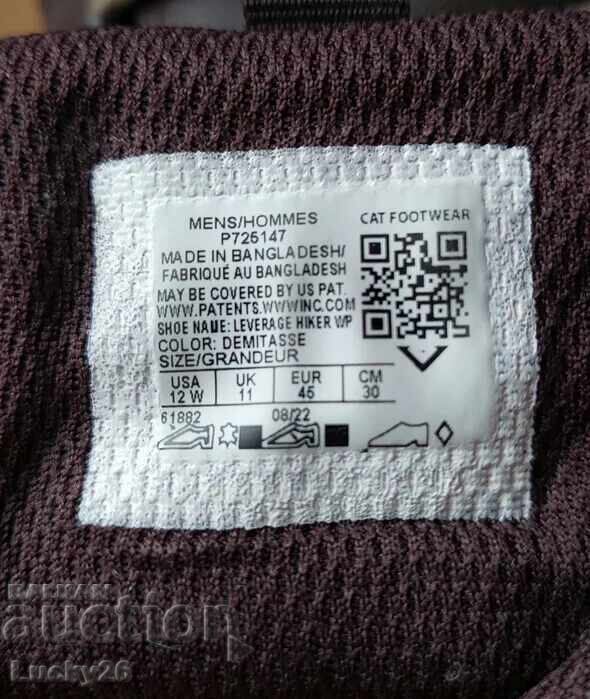 MENS/HOMMES
P725147
MADE IN BANGLADESH/
FABRIQUÉ AU BANGLADESH
MAY BE COVERED BY US PAT.
WWW.PATENTS.WWWINC.COM
SHOE NAME: LEVERAGE HIKER WP
COLOR: DEMITASSE
SIZE/GRANDEUR
USA UK EUR CM
12 W 11 45 30
61882 08/22
CAT FOOTWEAR
BALKAN
auction
Lucky26